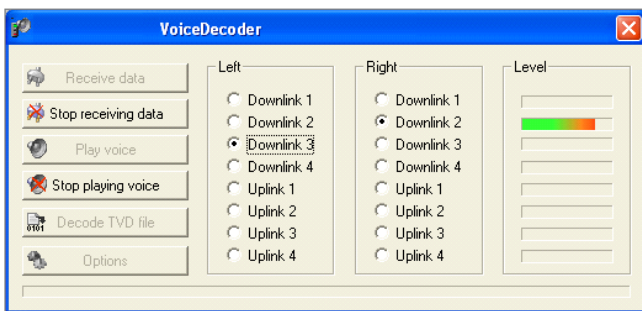 VoiceDecoder
Receive data
Stop receiving data
Play voice
Stop playing voice
0101 Decode TVD file
Options
Left
Downlink 1
Downlink 2
Downlink 3
Downlink 4
Uplink 1
Uplink 2
Uplink 3
Uplink 4
Right
Downlink 1
Downlink 2
Downlink 3
Downlink 4
Uplink 1
Uplink 2
Uplink 3
Uplink 4
Level